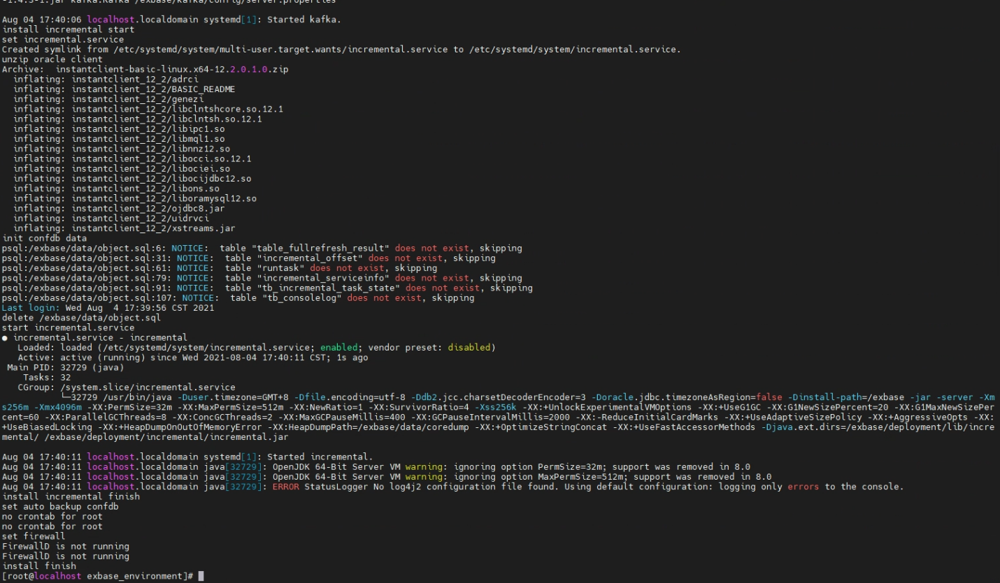 -1.4.3-1.jar kafka.Kafka /exbase/kafka/config/server.properties
Aug 04 17:40:06 localhost.localdomain systemd[1]: Started kafka.
install incremental start
set incremental.service
Created symlink from /etc/systemd/system/multi-user.target.wants/incremental.service to /etc/systemd/system/incremental.service.
unzip oracle client
Archive:  instantclient-basic-linux.x64-12.2.0.1.0.zip
  inflating: instantclient_12_2/adrci
  inflating: instantclient_12_2/BASIC_README
  inflating: instantclient_12_2/genezi
  inflating: instantclient_12_2/libclntshcore.so.12.1
  inflating: instantclient_12_2/libclntsh.so.12.1
  inflating: instantclient_12_2/libipc1.so
  inflating: instantclient_12_2/libmql1.so
  inflating: instantclient_12_2/libnnz12.so
  inflating: instantclient_12_2/libocci.so.12.1
  inflating: instantclient_12_2/libociei.so
  inflating: instantclient_12_2/libocijdbc12.so
  inflating: instantclient_12_2/libons.so
  inflating: instantclient_12_2/liboramysql12.so
  inflating: instantclient_12_2/ojdbc8.jar
  inflating: instantclient_12_2/uidrvci
  inflating: instantclient_12_2/xstreams.jar
init confdb data
psql:/exbase/data/object.sql:6: NOTICE:  table "table_fullrefresh_result" does not exist, skipping
psql:/exbase/data/object.sql:31: NOTICE:  table "incremental_offset" does not exist, skipping
psql:/exbase/data/object.sql:61: NOTICE:  table "runtask" does not exist, skipping
psql:/exbase/data/object.sql:79: NOTICE:  table "incremental_serviceinfo" does not exist, skipping
psql:/exbase/data/object.sql:91: NOTICE:  table "tb_incremental_task_state" does not exist, skipping
psql:/exbase/data/object.sql:107: NOTICE:  table "tb_consolelog" does not exist, skipping
Last login: Wed Aug  4 17:39:56 CST 2021
delete /exbase/data/object.sql
start incremental.service
● incremental.service - incremental
   Loaded: loaded (/etc/systemd/system/incremental.service; enabled; vendor preset: disabled)
   Active: active (running) since Wed 2021-08-04 17:40:11 CST; 1s ago
 Main PID: 32729 (java)
    Tasks: 32
   CGroup: /system.slice/incremental.service
           └─32729 /usr/bin/java -Duser.timezone=GMT+8 -Dfile.encoding=utf-8 -Ddb2.jcc.charsetDecoderEncoder=3 -Doracle.jdbc.timezoneAsRegion=false -Dinstall-path=/exbase -jar -server -Xm
s256m -Xmx4096m -XX:PermSize=32m -XX:MaxPermSize=512m -XX:NewRatio=1 -XX:SurvivorRatio=4 -Xss256k -XX:+UnlockExperimentalVMOptions -XX:+UseG1GC -XX:G1NewSizePercent=20 -XX:G1MaxNewSizePer
cent=60 -XX:ParallelGCThreads=8 -XX:ConcGCThreads=2 -XX:MaxGCPauseMillis=400 -XX:GCPauseIntervalMillis=2000 -XX:-ReduceInitialCardMarks -XX:+UseAdaptiveSizePolicy -XX:+AggressiveOpts -XX:
+UseBiasedLocking -XX:+HeapDumpOnOutOfMemoryError -XX:HeapDumpPath=/exbase/data/coredump -XX:+OptimizeStringConcat -XX:+UseFastAccessorMethods -Djava.ext.dirs=/exbase/deployment/lib/incre
mental/ /exbase/deployment/incremental/incremental.jar
Aug 04 17:40:11 localhost.localdomain systemd[1]: Started incremental.
Aug 04 17:40:11 localhost.localdomain java[32729]: OpenJDK 64-Bit Server VM warning: ignoring option PermSize=32m; support was removed in 8.0
Aug 04 17:40:11 localhost.localdomain java[32729]: OpenJDK 64-Bit Server VM warning: ignoring option MaxPermSize=512m; support was removed in 8.0
Aug 04 17:40:11 localhost.localdomain java[32729]: ERROR StatusLogger No log4j2 configuration file found. Using default configuration: logging only errors to the console.
install incremental finish
set auto backup confdb
no crontab for root
no crontab for root
set firewall
FirewallD is not running
FirewallD is not running
install finish
[root@localhost exbase_environment]#